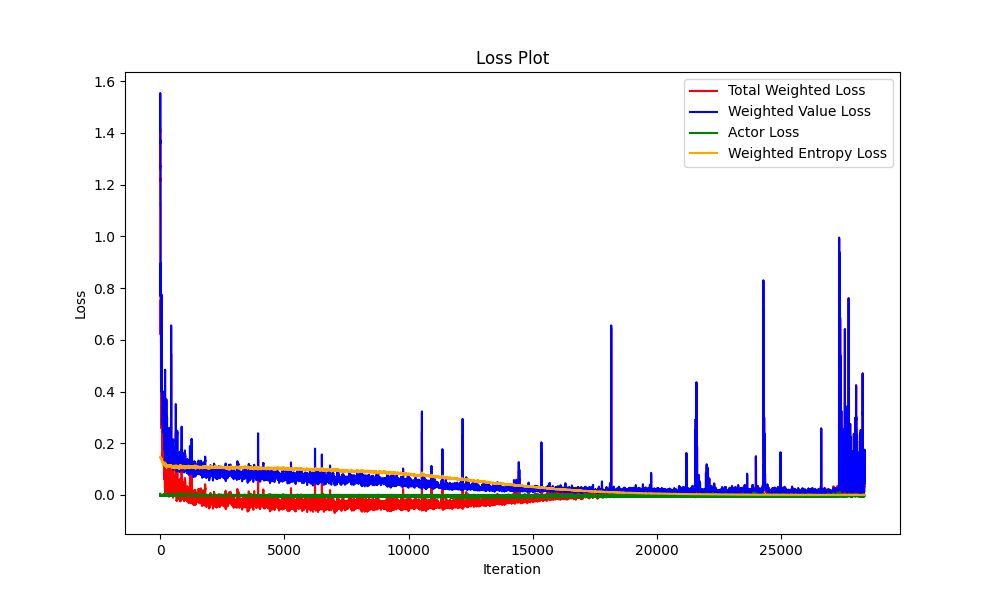 Loss Plot
Total Weighted Loss
Weighted Value Loss
Actor Loss
Weighted Entropy Loss
1.6
1.4
1.2
1.0
0.8
0.6
0.4
0.2
0.0
Loss
0 5000 10000 15000 20000 25000
Iteration